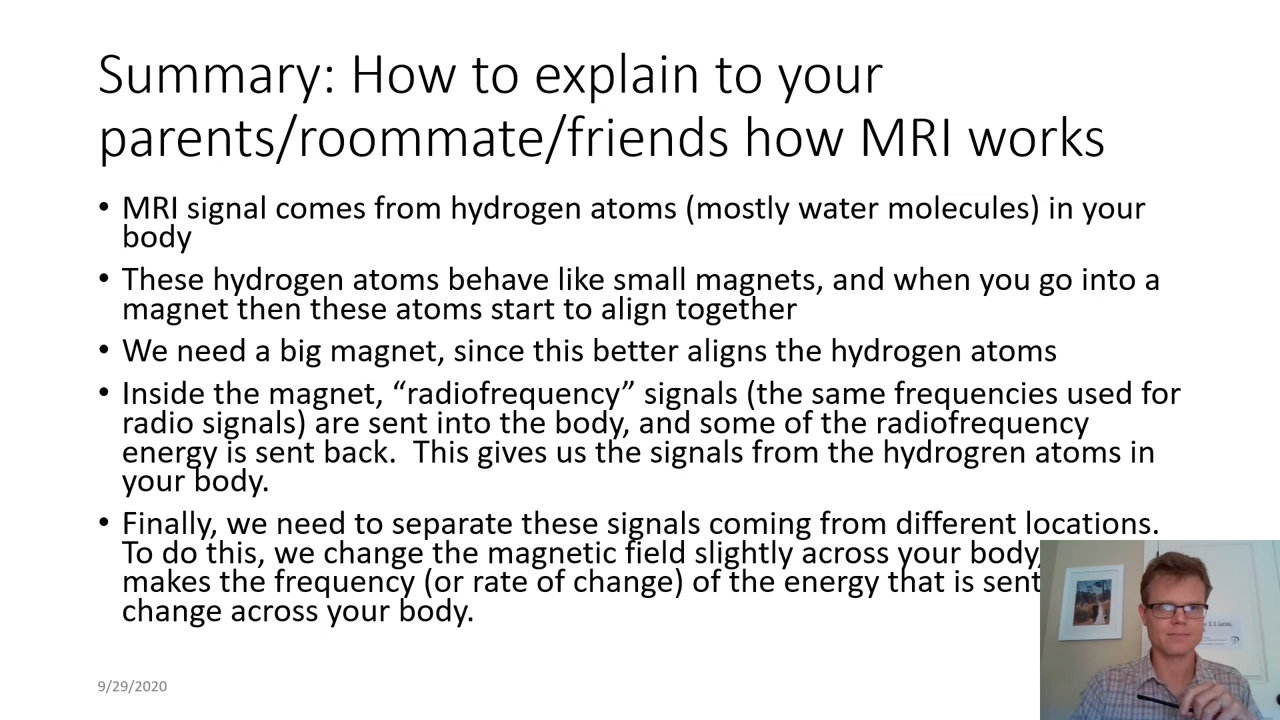 Summary: How to explain to your
parents/roommate/friends how MRI works
• MRI signal comes from hydrogen atoms (mostly water molecules) in your
body
• These hydrogen atoms behave like small magnets, and when you go into a
magnet then these atoms start to align together
• We need a big magnet, since this better aligns the hydrogen atoms
• Inside the magnet, “radiofrequency” signals (the same frequencies used for
radio signals) are sent into the body, and some of the radiofrequency
energy is sent back.  This gives us the signals from the hydrogren atoms in
your body.
• Finally, we need to separate these signals coming from different locations.
To do this, we change the magnetic field slightly across your body,
makes the frequency (or rate of change) of the energy that is sent
change across your body.
9/29/2020